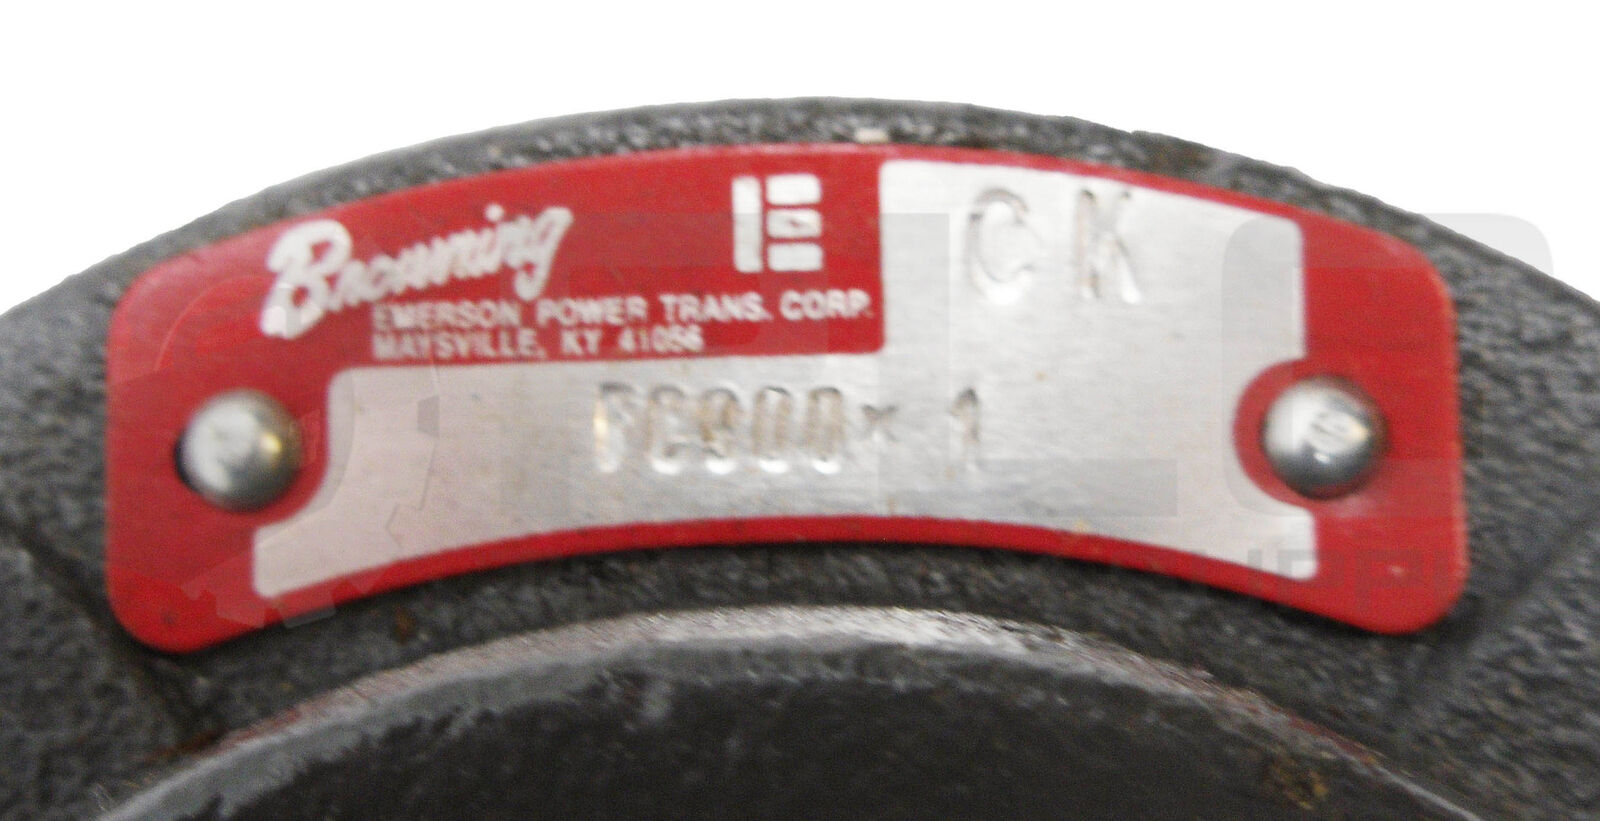 Browning
EMERSON POWER TRANS. CORP.
MAYSVILLE, KY 41056
CK
FC900x 1